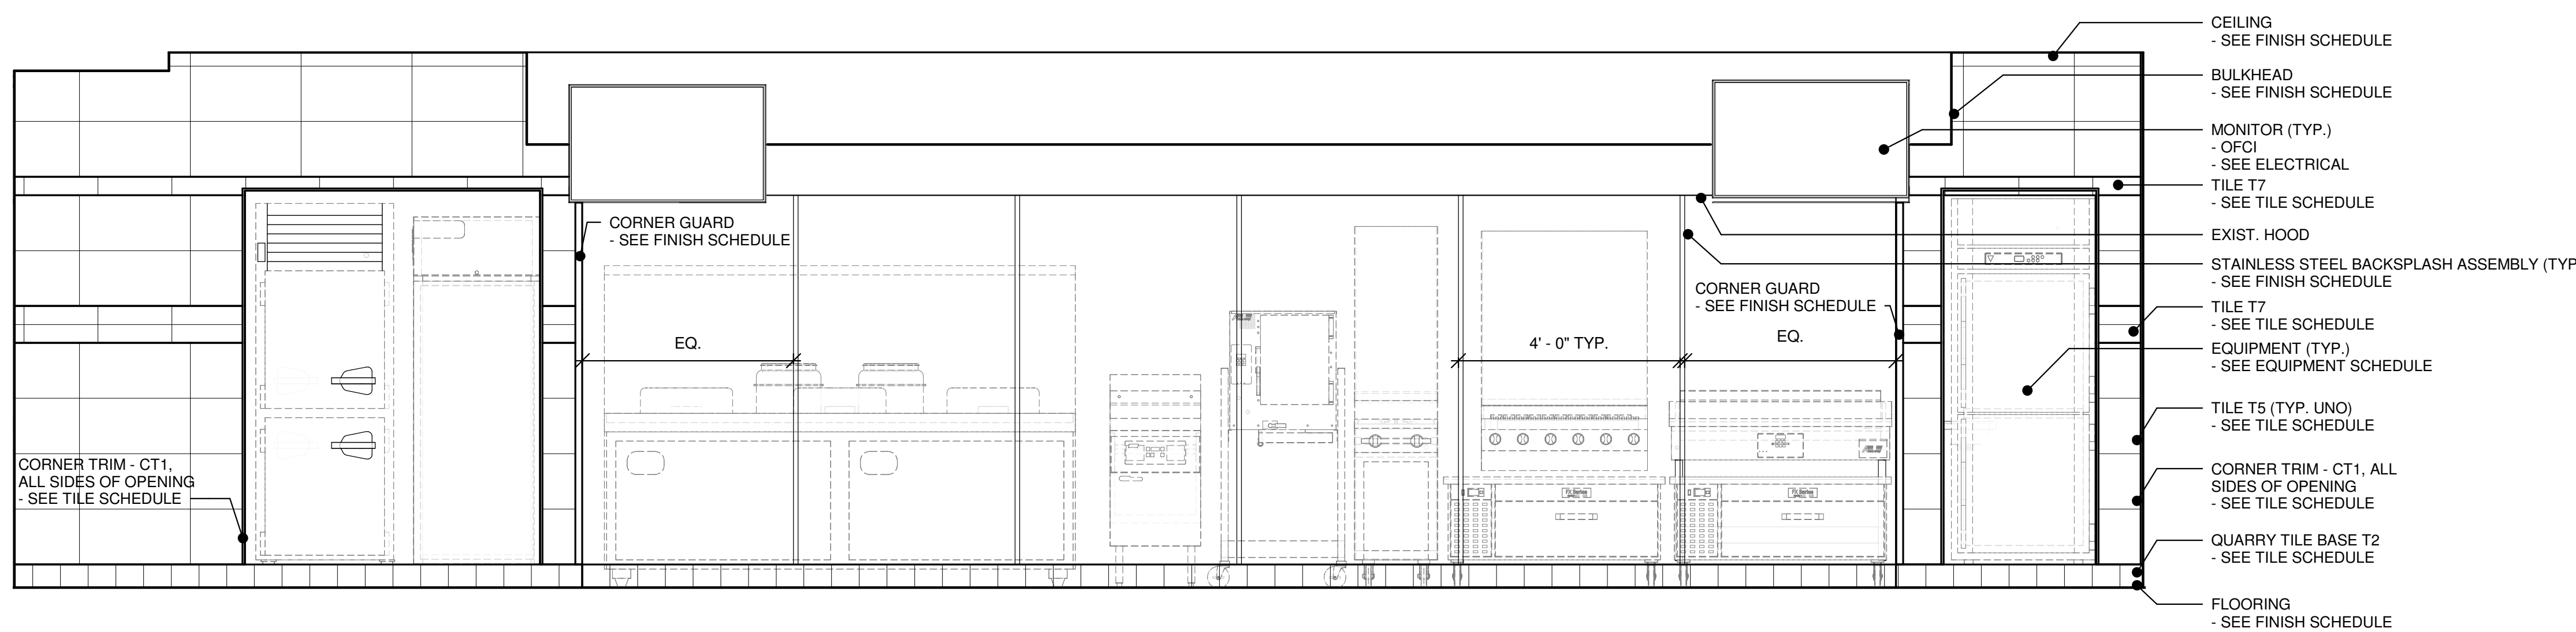 CEILING
- SEE FINISH SCHEDULE
BULKHEAD
- SEE FINISH SCHEDULE
MONITOR (TYP.)
- OFCI
- SEE ELECTRICAL
TILE T7
- SEE TILE SCHEDULE
CORNER GUARD
- SEE FINISH SCHEDULE
EXIST. HOOD
STAINLESS STEEL BACKSPLASH ASSEMBLY (TYP
- SEE FINISH SCHEDULE
CORNER GUARD
- SEE FINISH SCHEDULE
TILE T7
- SEE TILE SCHEDULE
EQ.
4' - 0" TYP.
EQ.
EQUIPMENT (TYP.)
- SEE EQUIPMENT SCHEDULE
TILE T5 (TYP. UNO)
- SEE TILE SCHEDULE
CORNER TRIM - CT1,
ALL SIDES OF OPENING
- SEE TILE SCHEDULE
CORNER TRIM - CT1, ALL
SIDES OF OPENING
- SEE TILE SCHEDULE
FX Series
FX Series
QUARRY TILE BASE T2
- SEE TILE SCHEDULE
FLOORING
- SEE FINISH SCHEDULE